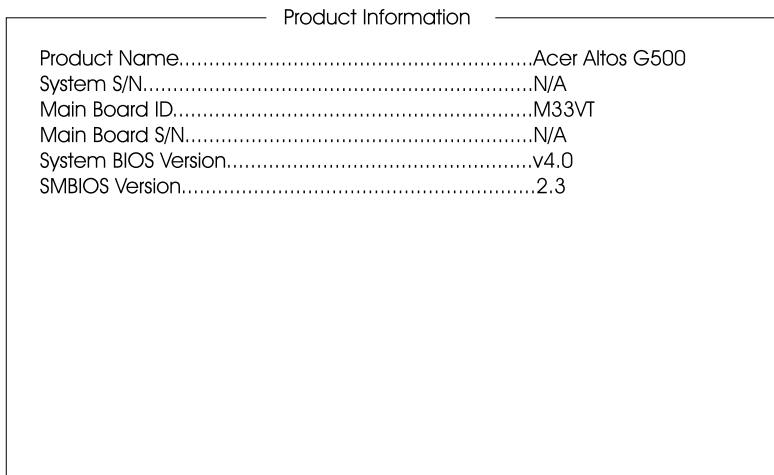 Product Information
Product Name............................................................Acer Altos G500
System S/N..................................................................N/A
Main Board ID.............................................................M33VT
Main Board S/N...........................................................N/A
System BIOS Version....................................................v4.0
SMBIOS Version............................................................2.3